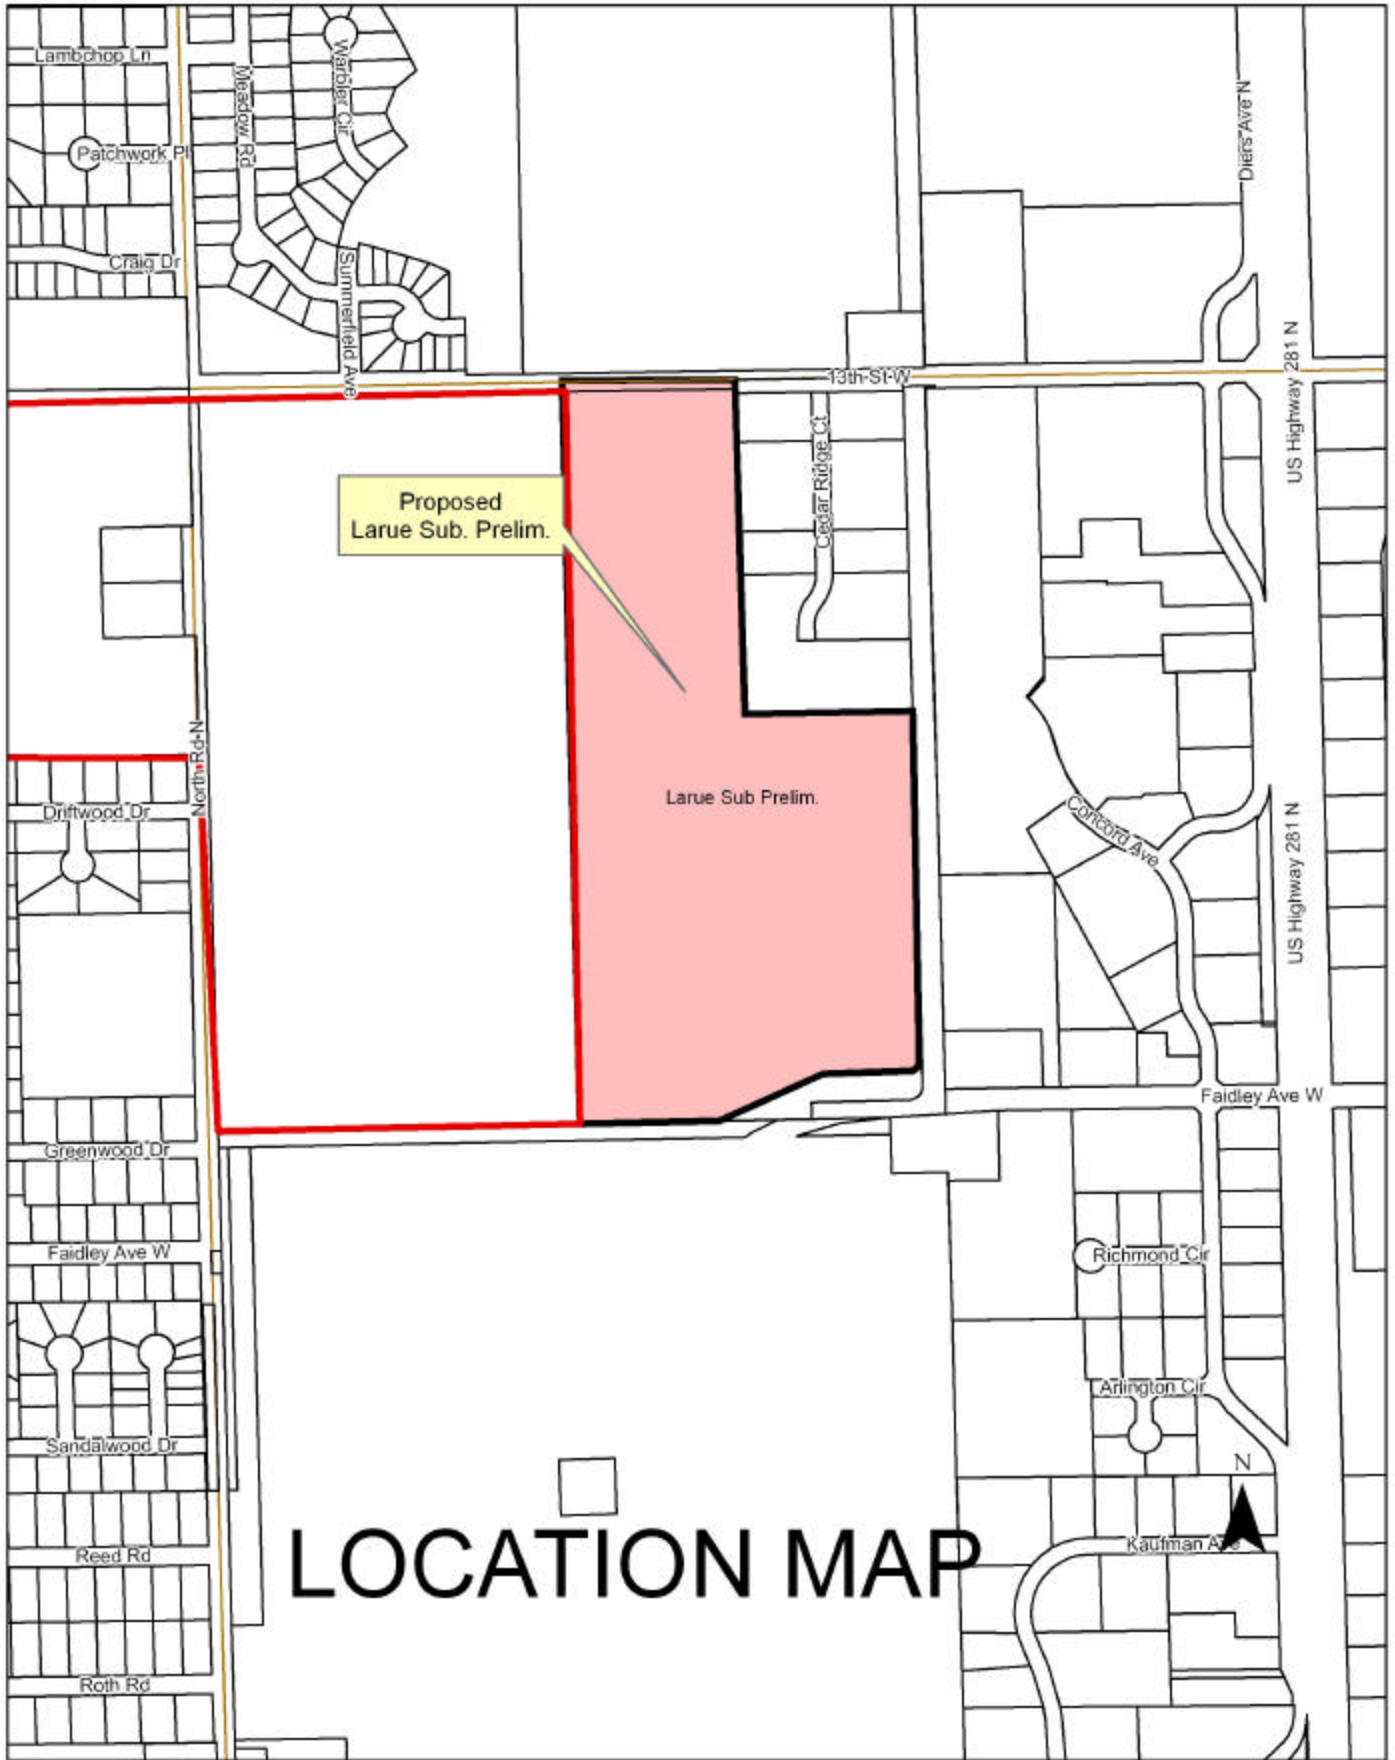 Lambchop Ln
Meadow Rd
Warbler Cir
Diers Ave N
Patchwork Pl
Craig Dr
Summerfield Ave
US Highway 281 N
13th St W
Cedar Ridge Ct
Proposed
Larue Sub. Prelim.
North Rd N
Larue Sub Prelim.
Driftwood Dr
Concord Ave
US Highway 281 N
Faidley Ave W
Greenwood Dr
Faidley Ave W
Richmond Cir
Arlington Cir
Sandalwood Dr
N
Kaufman Ave
Reed Rd
LOCATION MAP
Roth Rd